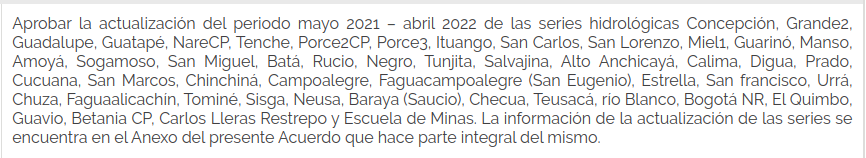 Aprobar la actualización del periodo mayo 2021 – abril 2022 de las series hidrológicas Concepción, Grande2,
Guadalupe, Guatapé, NareCP, Tenche, Porce2CP, Porce3, Ituango, San Carlos, San Lorenzo, Miel1, Guarinó, Manso,
Amoyá, Sogamoso, San Miguel, Batá, Rucio, Negro, Tunjita, Salvajina, Alto Anchicayá, Calima, Digua, Prado,
Cucuana, San Marcos, Chinchiná, Campoalegre, Faguacampoalegre (San Eugenio), Estrella, San francisco, Urrá,
Chuza, Faguaalicachín, Tominé, Sisga, Neusa, Baraya (Saucio), Checua, Teusacá, río Blanco, Bogotá NR, El Quimbo,
Guavio, Betania CP, Carlos Lleras Restrepo y Escuela de Minas. La información de la actualización de las series se
encuentra en el Anexo del presente Acuerdo que hace parte integral del mismo.